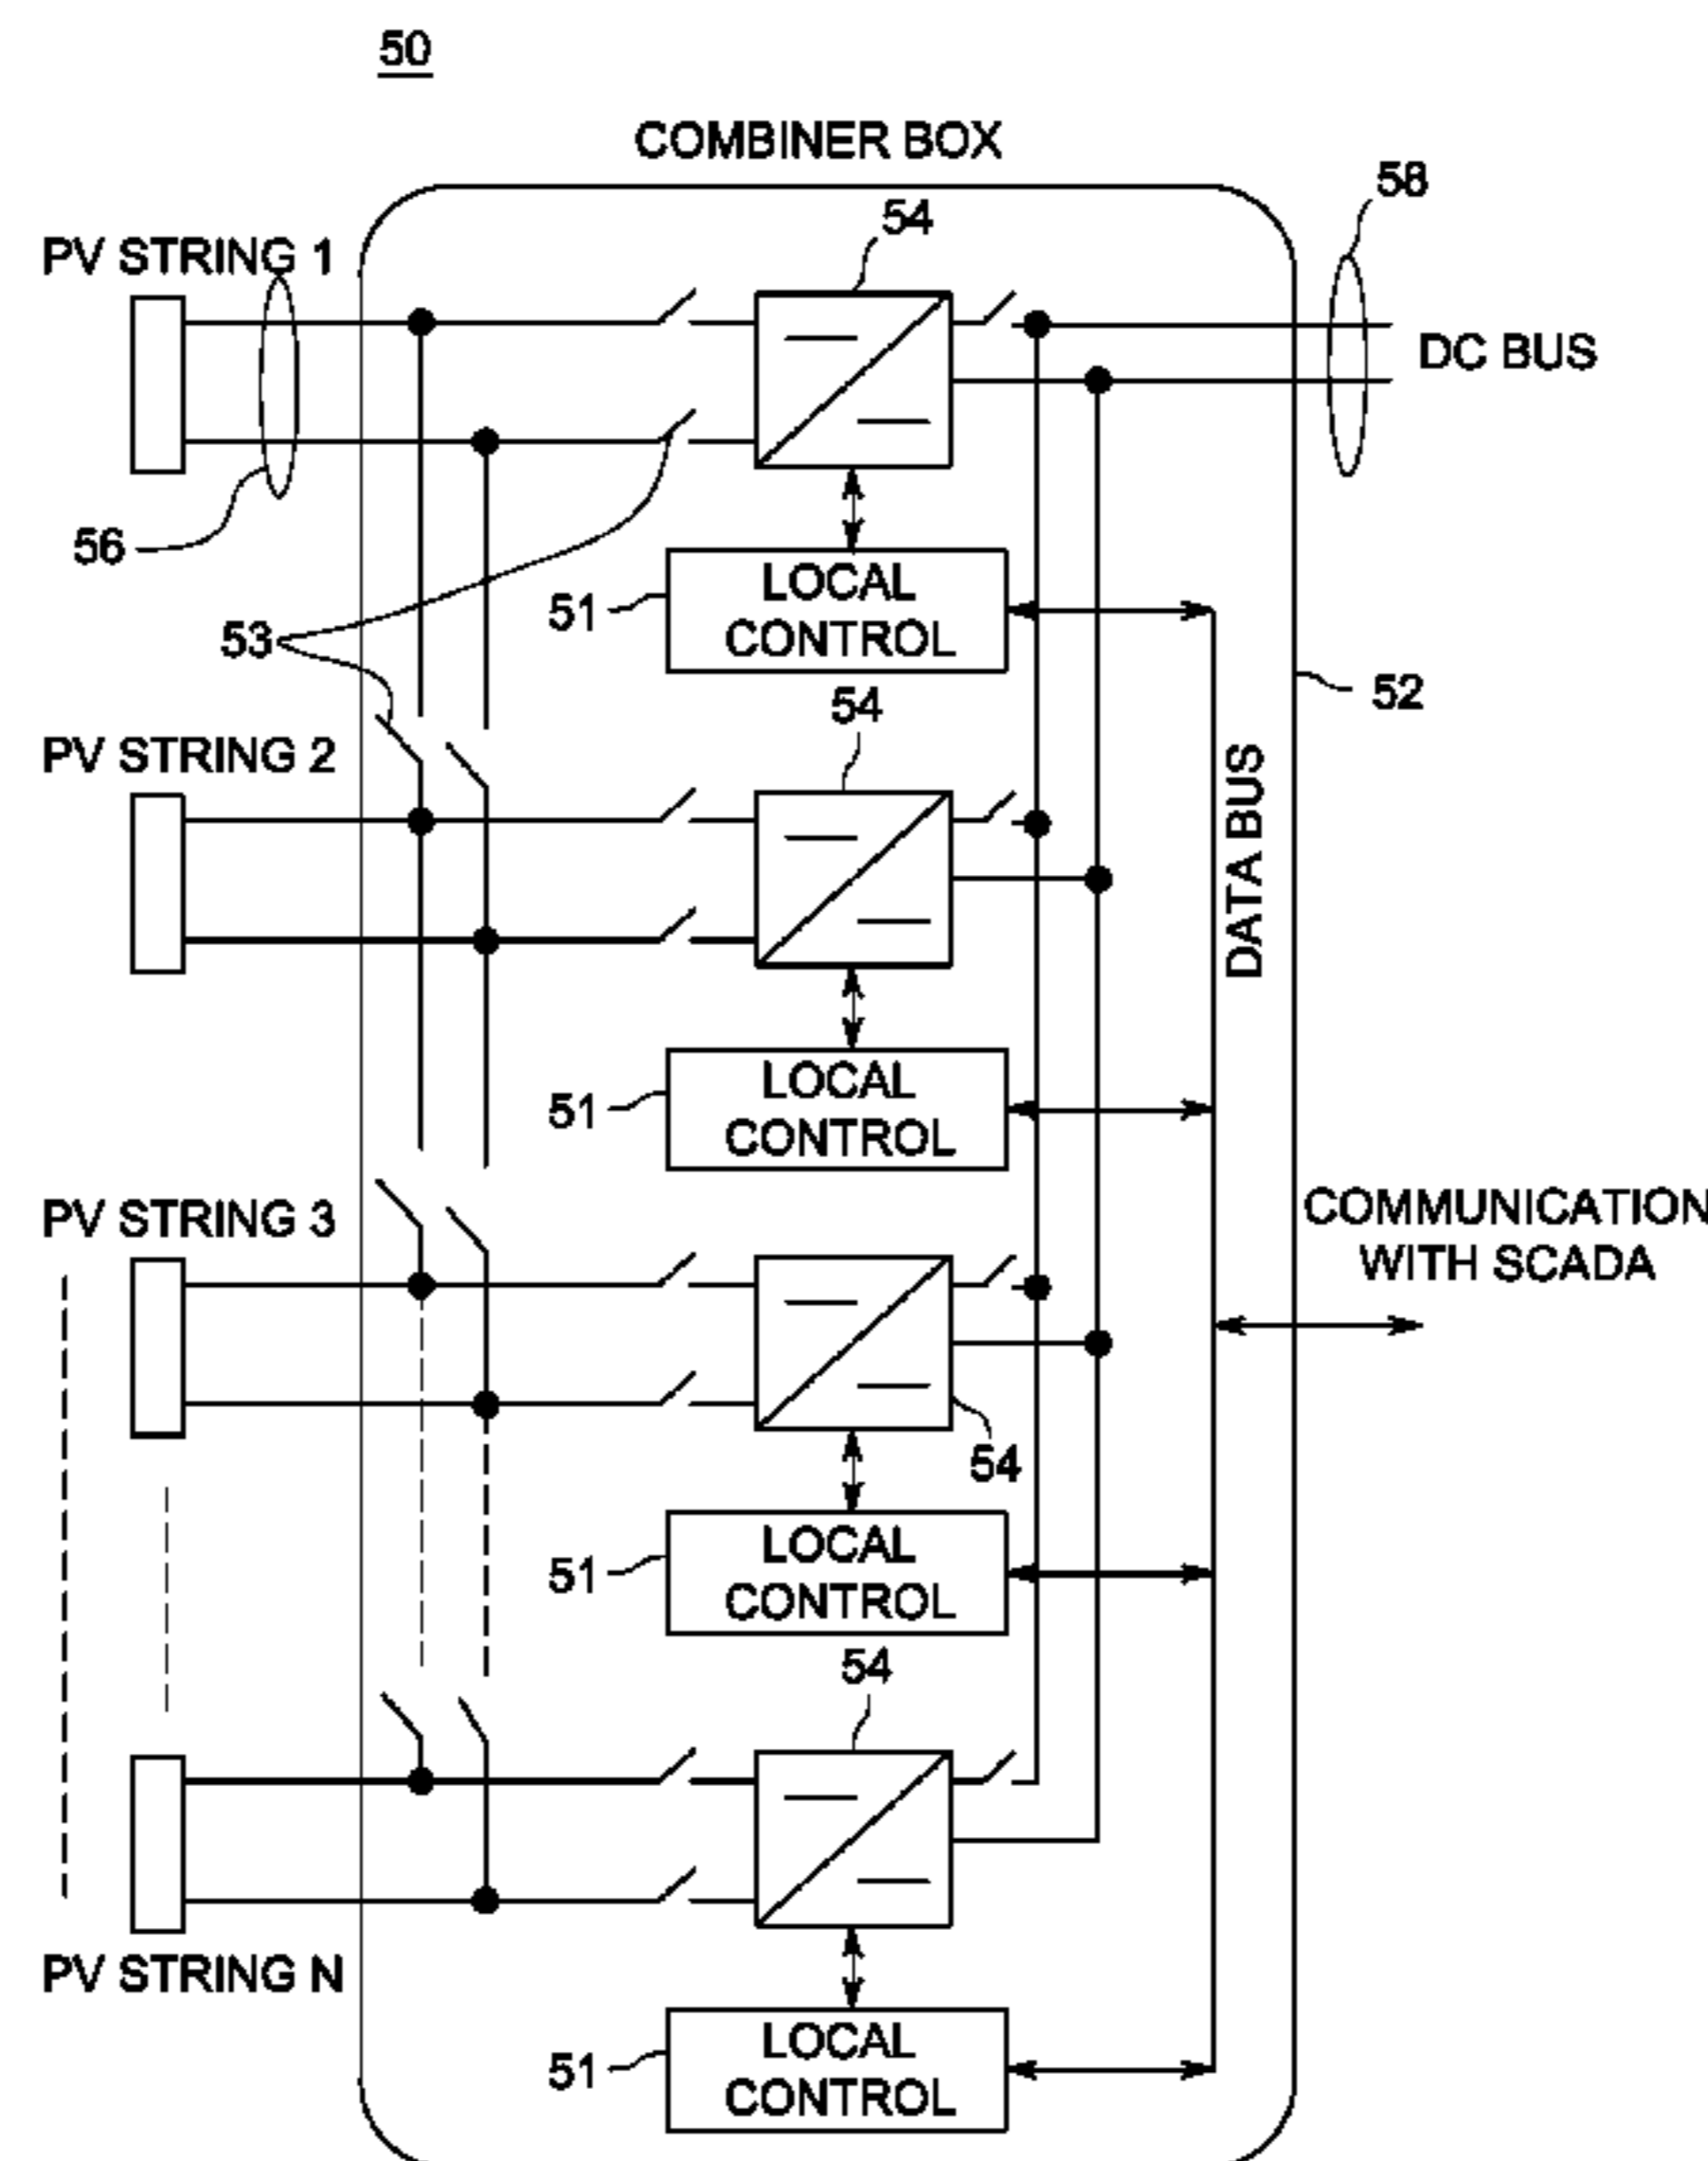 50
COMBINER BOX
58
54
PV STRING 1
DC BUS
56
LOCAL
CONTROL
51
53
52
54
PV STRING 2
DATA BUS
LOCAL
CONTROL
51
PV STRING 3
COMMUNICATION
WITH SCADA
54
LOCAL
CONTROL
51
54
PV STRING N
LOCAL
CONTROL
51